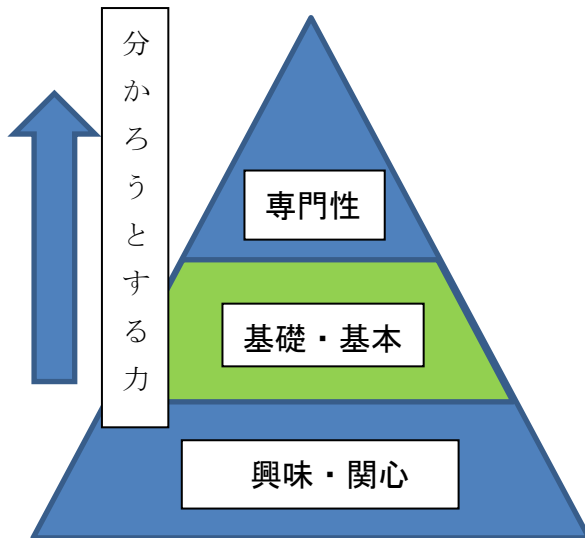 分かろうとする力
専門性
基礎・基本
興味・関心